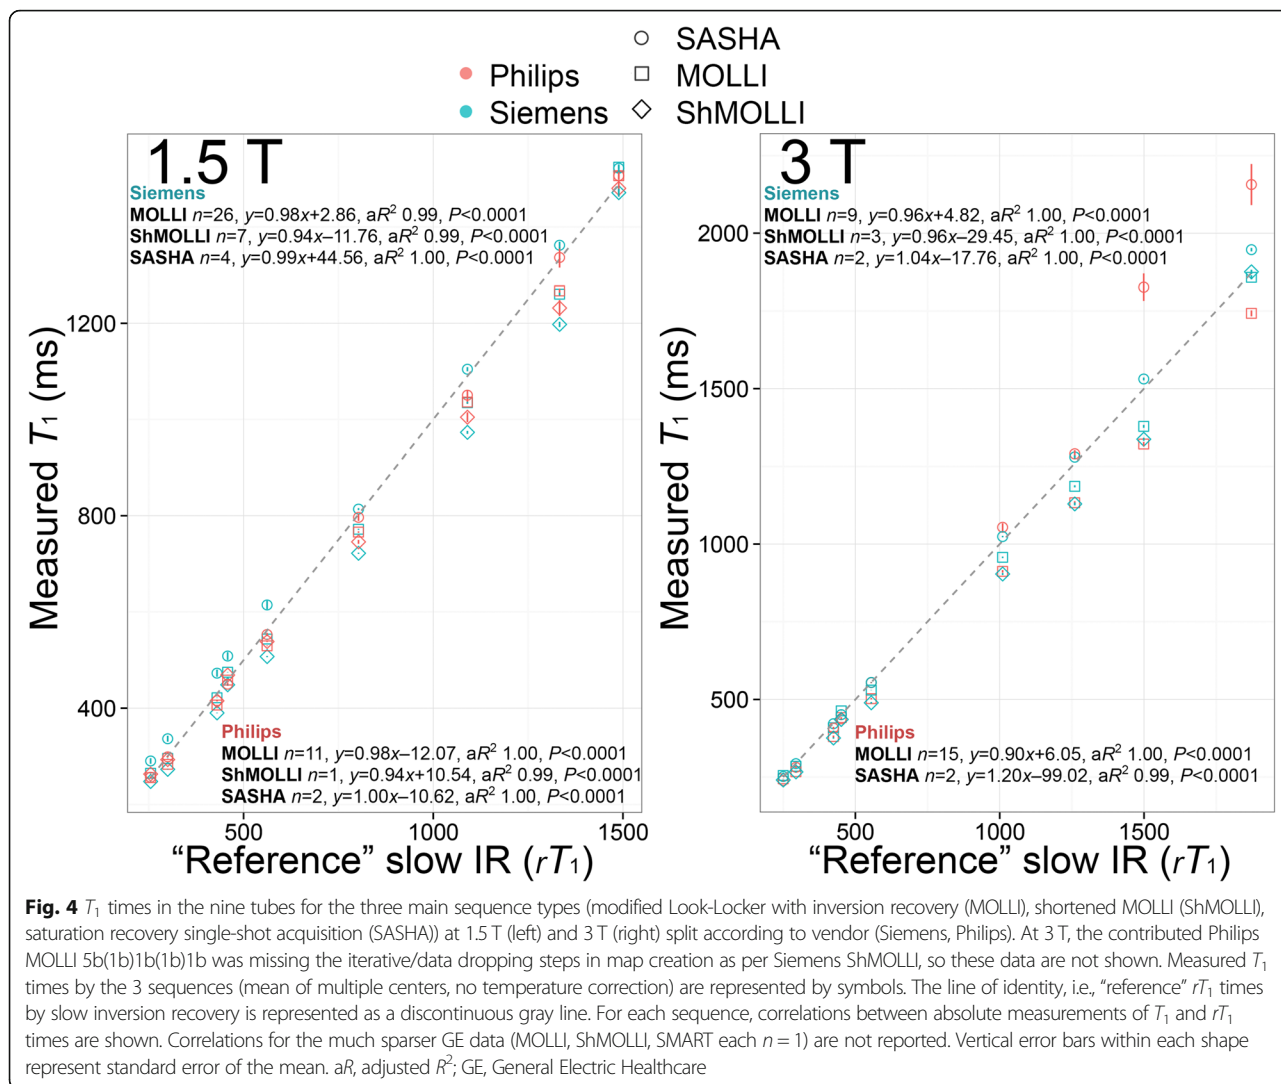 SASHA
Philips MOLLI
Siemens ShMOLLI
1.5 T
Siemens
MOLLI n=26, y=0.98x+2.86, aR² 0.99, P<0.0001
ShMOLLI n=7, y=0.94x–11.76, aR² 0.99, P<0.0001
SASHA n=4, y=0.99x+44.56, aR² 1.00, P<0.0001
1200
800
400
Measured T₁ (ms)
Philips
MOLLI n=11, y=0.98x–12.07, aR² 1.00, P<0.0001
ShMOLLI n=1, y=0.94x+10.54, aR² 0.99, P<0.0001
SASHA n=2, y=1.00x–10.62, aR² 1.00, P<0.0001
500 1000 1500
“Reference” slow IR (rT₁)
3 T
Siemens
MOLLI n=9, y=0.96x+4.82, aR² 1.00, P<0.0001
ShMOLLI n=3, y=0.96x–29.45, aR² 1.00, P<0.0001
SASHA n=2, y=1.04x–17.76, aR² 1.00, P<0.0001
2000
1500
1000
500
Measured T₁ (ms)
Philips
MOLLI n=15, y=0.90x+6.05, aR² 1.00, P<0.0001
SASHA n=2, y=1.20x–99.02, aR² 0.99, P<0.0001
500 1000 1500
“Reference” slow IR (rT₁)
Fig. 4 T₁ times in the nine tubes for the three main sequence types (modified Look-Locker with inversion recovery (MOLLI), shortened MOLLI (ShMOLLI),
saturation recovery single-shot acquisition (SASHA)) at 1.5 T (left) and 3 T (right) split according to vendor (Siemens, Philips). At 3 T, the contributed Philips
MOLLI 5b(1b)1b(1b)1b was missing the iterative/data dropping steps in map creation as per Siemens ShMOLLI, so these data are not shown. Measured T₁
times by the 3 sequences (mean of multiple centers, no temperature correction) are represented by symbols. The line of identity, i.e., “reference” rT₁ times
by slow inversion recovery is represented as a discontinuous gray line. For each sequence, correlations between absolute measurements of T₁ and rT₁
times are shown. Correlations for the much sparser GE data (MOLLI, ShMOLLI, SMART each n = 1) are not reported. Vertical error bars within each shape
represent standard error of the mean. aR, adjusted R²; GE, General Electric Healthcare